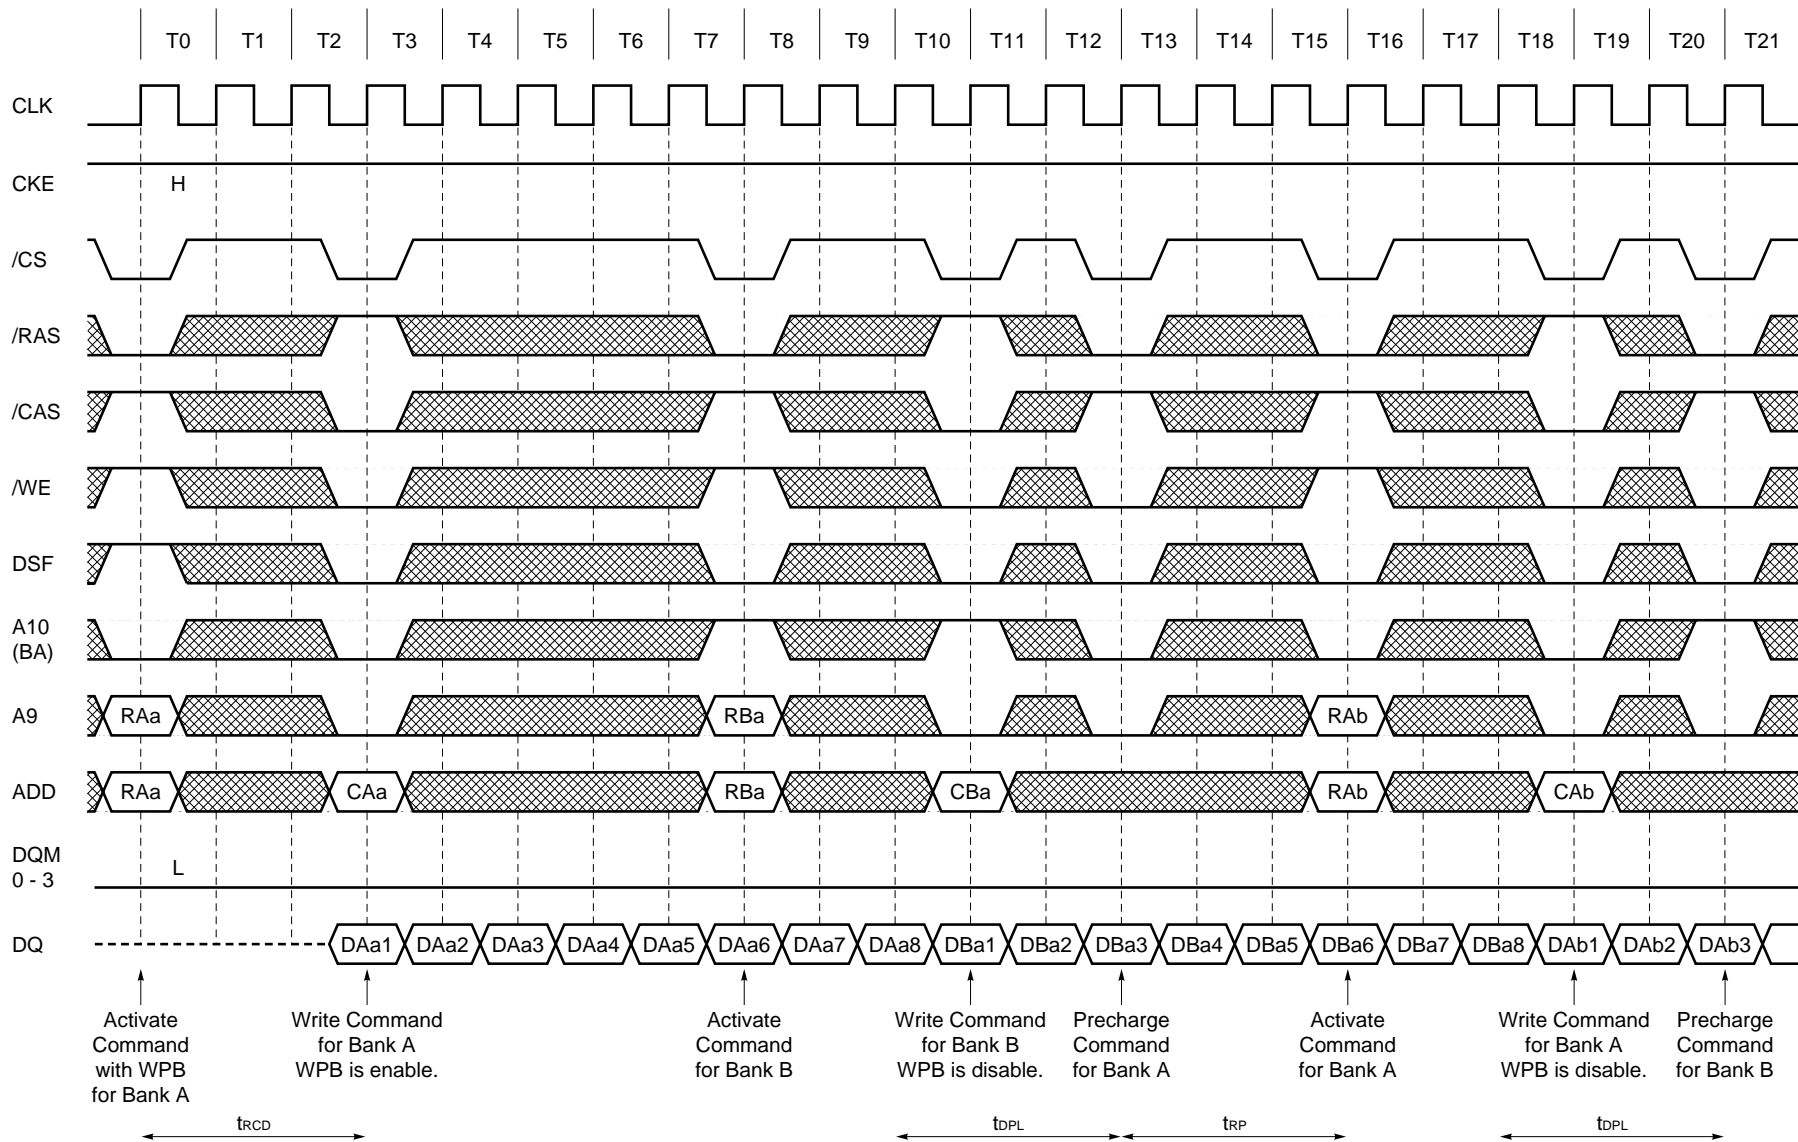 T0 T1 T2 T3 T4 T5 T6 T7 T8 T9 T10 T11 T12 T13 T14 T15 T16 T17 T18 T19 T20 T21
CLK
CKE H
/CS
/RAS
/CAS
/WE
DSF
A10
(BA)
A9 RAa RBa RAb
ADD RAa CAa RBa CBa RAb CAb
DQM
0 - 3 L
DQ DAa1 DAa2 DAa3 DAa4 DAa5 DAa6 DAa7 DAa8 DBa1 DBa2 DBa3 DBa4 DBa5 DBa6 DBa7 DBa8 DAb1 DAb2 DAb3
Activate
Command
with WPB
for Bank A
Write Command
for Bank A
WPB is enable.
Activate
Command
for Bank B
Write Command
for Bank B
WPB is disable.
Precharge
Command
for Bank A
Activate
Command
for Bank A
Write Command
for Bank A
WPB is disable.
Precharge
Command
for Bank B
tRCD tDPL tRP tDPL